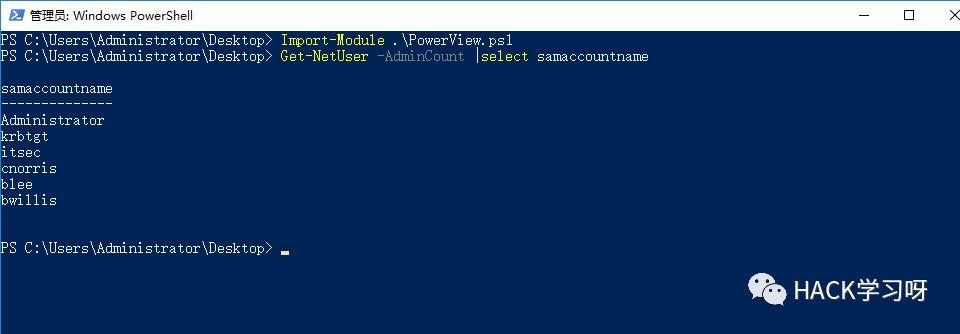 管理员: Windows PowerShell
PS C:\Users\Administrator\Desktop> Import-Module .\PowerView.ps1
PS C:\Users\Administrator\Desktop> Get-NetUser -AdminCount |select samaccountname
samaccountname
--------------
Administrator
krbtgt
itsec
cnorris
blee
bwillis
PS C:\Users\Administrator\Desktop> _
HACK学习呀